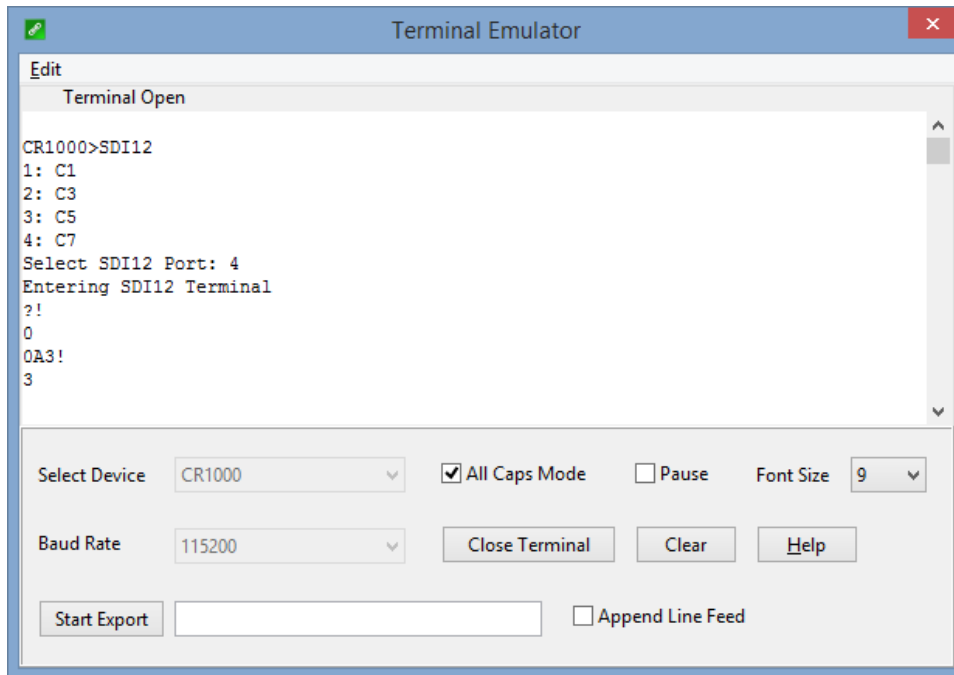 Terminal Emulator
Edit
Terminal Open
CR1000>SDI12
1: C1
2: C3
3: C5
4: C7
Select SDI12 Port: 4
Entering SDI12 Terminal
?!
0
0A3!
3
Select Device CR1000 All Caps Mode Pause Font Size 9
Baud Rate 115200 Close Terminal Clear Help
Start Export Append Line Feed